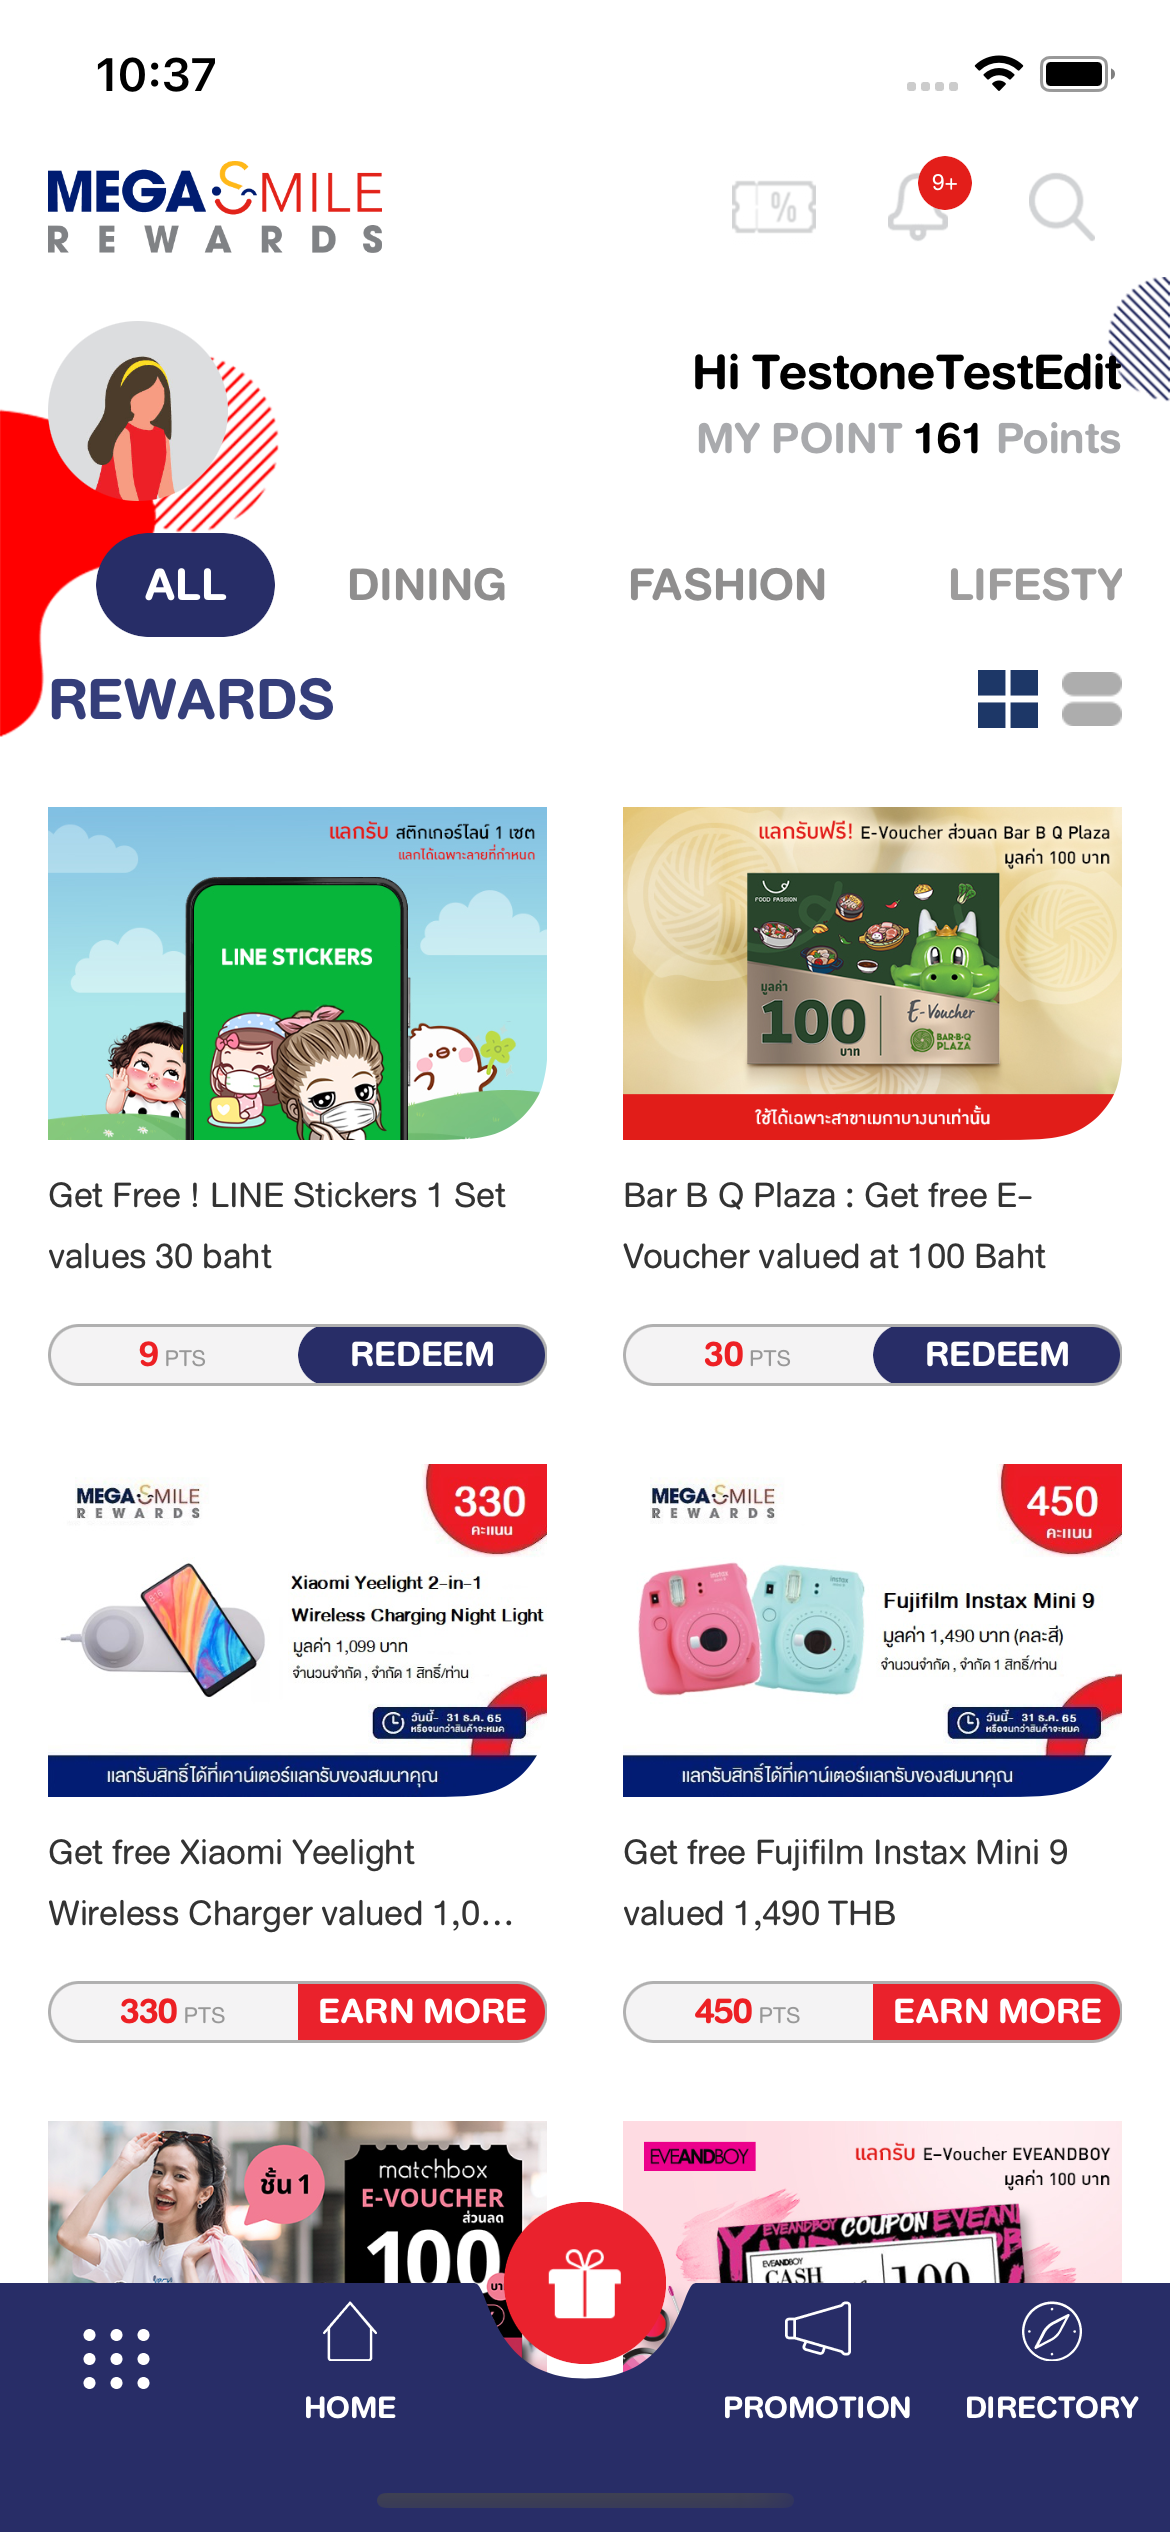 10:37
MEGA SMILE
REWARDS
%
9+
Hi TestoneTestEdit
MY POINT 161 Points
ALL
DINING
FASHION
LIFESTY
REWARDS
แลกรับ สติกเกอร์ไลน์ 1 เซต
แลกได้เฉพาะลายที่กำหนด
LINE STICKERS
แลกรับฟรี! E-Voucher ส่วนลด Bar B Q Plaza
มูลค่า 100 บาท
FOOD PASSION
มูลค่า
100
บาท
E-Voucher
BAR·B·Q
PLAZA
ใช้ได้เฉพาะสาขาเมกาบางนาเท่านั้น
Get Free ! LINE Stickers 1 Set
values 30 baht
Bar B Q Plaza : Get free E-
Voucher valued at 100 Baht
9 PTS
REDEEM
30 PTS
REDEEM
MEGA SMILE
REWARDS
330
คะแนน
Xiaomi Yeelight 2-in-1
Wireless Charging Night Light
มูลค่า 1,099 บาท
จำนวนจำกัด , จำกัด 1 สิทธิ์/ท่าน
วันนี้- 31 ธ.ค. 65
หรือจนกว่าสินค้าจะหมด
แลกรับสิทธิ์ได้ที่เคาน์เตอร์แลกรับของสมนาคุณ
MEGA SMILE
REWARDS
450
คะแนน
instax
instax
Fujifilm Instax Mini 9
มูลค่า 1,490 บาท (คละสี)
จำนวนจำกัด , จำกัด 1 สิทธิ์/ท่าน
วันนี้- 31 ธ.ค. 65
หรือจนกว่าสินค้าจะหมด
แลกรับสิทธิ์ได้ที่เคาน์เตอร์แลกรับของสมนาคุณ
Get free Xiaomi Yeelight
Wireless Charger valued 1,0...
Get free Fujifilm Instax Mini 9
valued 1,490 THB
330 PTS
EARN MORE
450 PTS
EARN MORE
ชั้น 1
matchbox
E-VOUCHER
ส่วนลด
100
EVEANDBOY
แลกรับ E-Voucher EVEANDBOY
มูลค่า 100 บาท
EVEANDBOY COUPON EVEAN
EVEANDBOY
CASH
100
HOME
PROMOTION
DIRECTORY